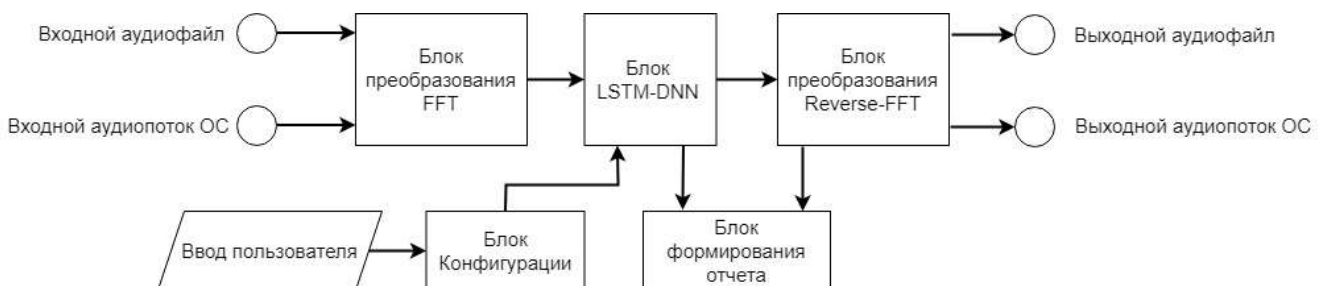 Входной аудиофайл
Входной аудиопоток ОС
Блок
преобразования
FFT
Блок
LSTM-DNN
Блок
преобразования
Reverse-FFT
Выходной аудиофайл
Выходной аудиопоток ОС
Ввод пользователя
Блок
Конфигурации
Блок
формирования
отчета